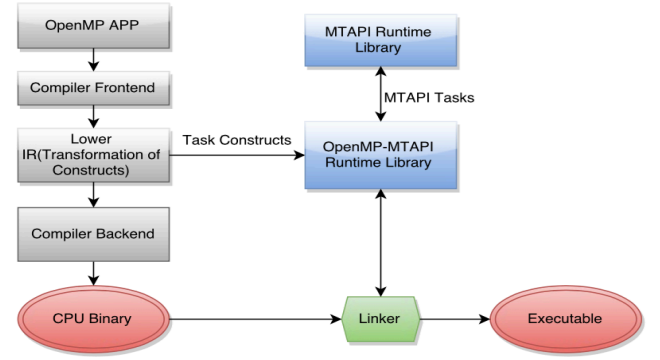 OpenMP APP
MTAPI Runtime
Library
Compiler Frontend
MTAPI Tasks
Lower
IR(Transformation of
Constructs)
Task Constructs
OpenMP-MTAPI
Runtime Library
Compiler Backend
CPU Binary
Linker
Executable